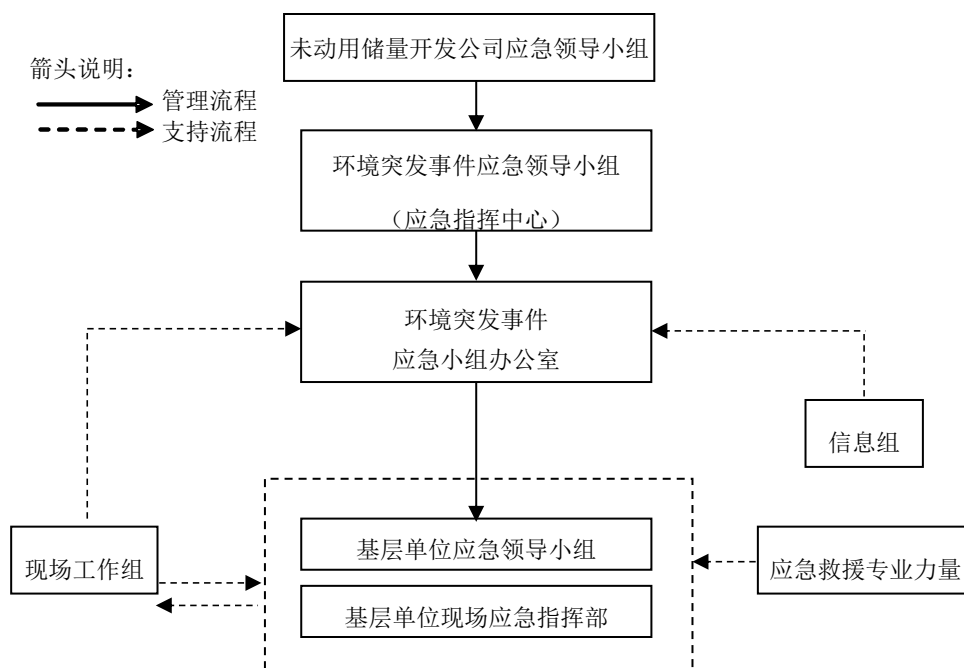 未动用储量开发公司应急领导小组
箭头说明：
管理流程
支持流程
环境突发事件应急领导小组
（应急指挥中心）
环境突发事件
应急小组办公室
信息组
基层单位应急领导小组
现场工作组
应急救援专业力量
基层单位现场应急指挥部